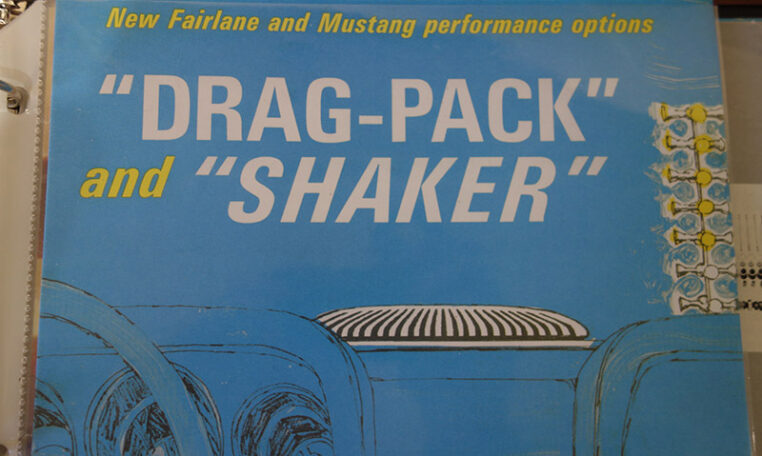 New Fairlane and Mustang performance options
"DRAG-PACK"
and "SHAKER"